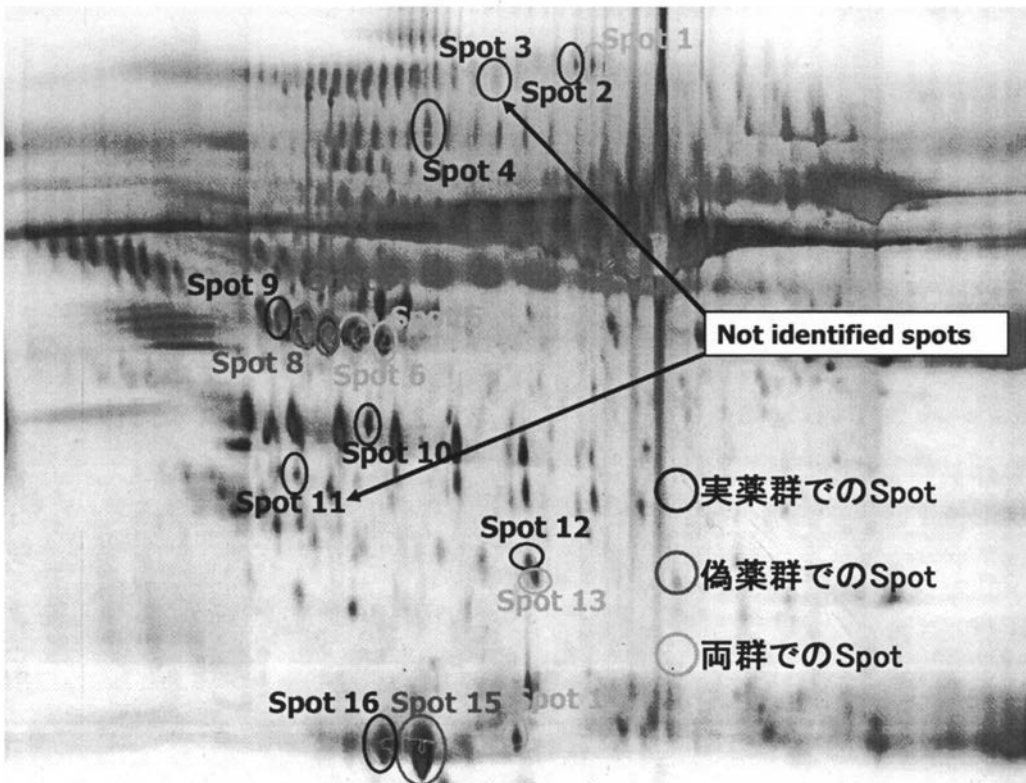 Spot 1
Spot 3
Spot 2
Spot 4
Spot 9
Spot 8
Spot 6
Not identified spots
Spot 10
Spot 11
実薬群でのSpot
Spot 12
偽薬群でのSpot
Spot 13
両群でのSpot
Spot 16
Spot 15